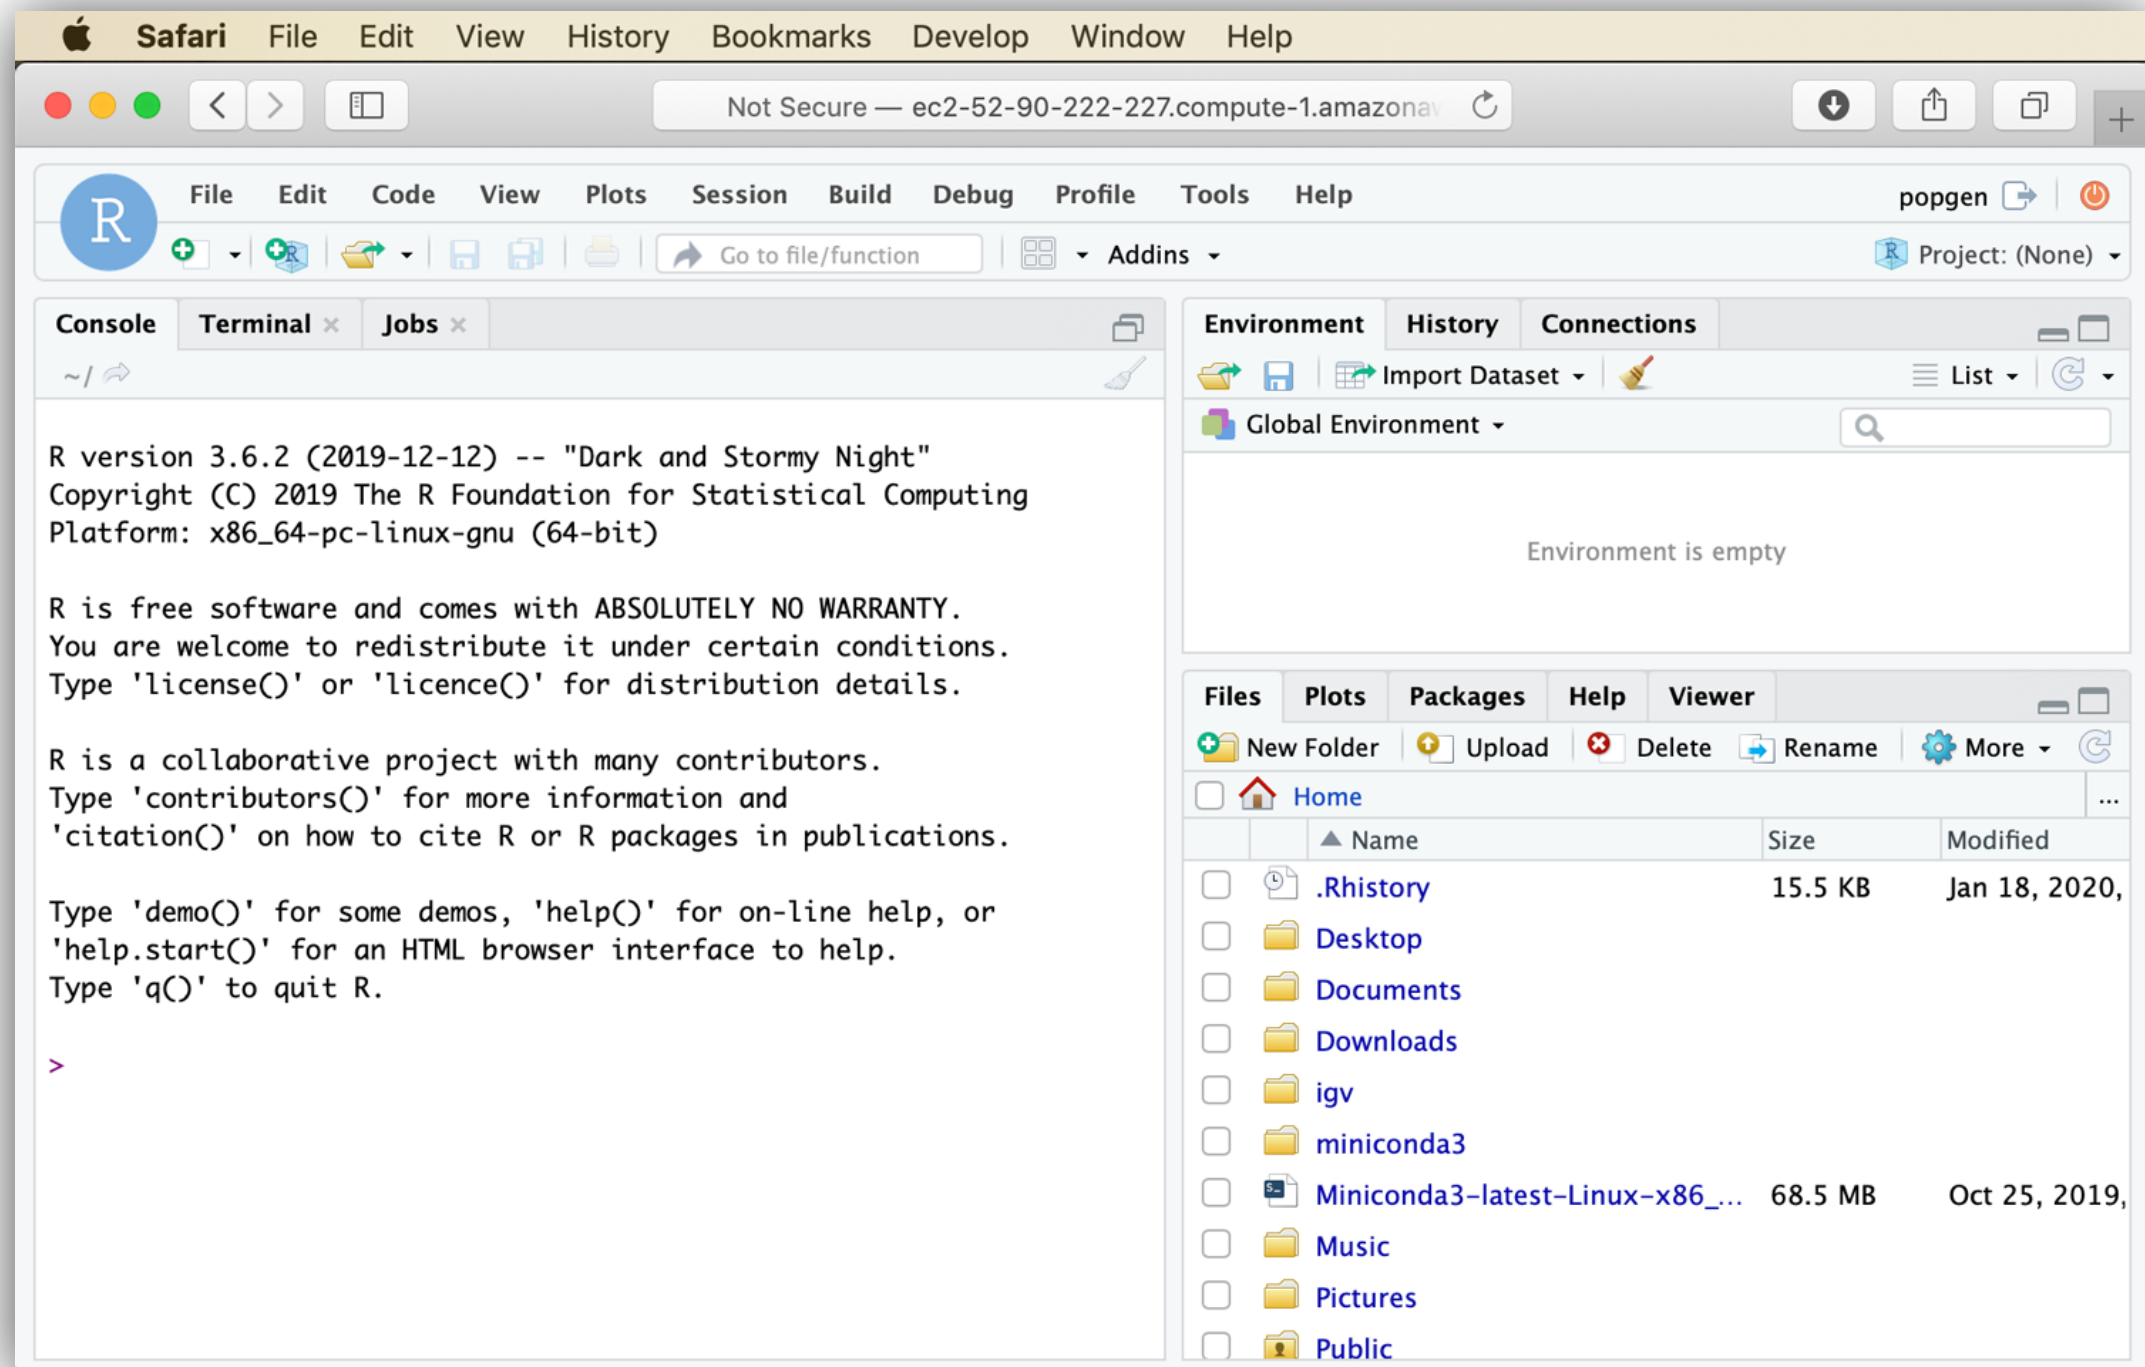 Safari File Edit View History Bookmarks Develop Window Help
Not Secure — ec2-52-90-222-227.compute-1.amazona
R
File Edit Code View Plots Session Build Debug Profile Tools Help
popgen
Go to file/function
Addins
Project: (None)
Console Terminal Jobs
~/
R version 3.6.2 (2019-12-12) -- "Dark and Stormy Night"
Copyright (C) 2019 The R Foundation for Statistical Computing
Platform: x86_64-pc-linux-gnu (64-bit)
R is free software and comes with ABSOLUTELY NO WARRANTY.
You are welcome to redistribute it under certain conditions.
Type 'license()' or 'licence()' for distribution details.
R is a collaborative project with many contributors.
Type 'contributors()' for more information and
'citation()' on how to cite R or R packages in publications.
Type 'demo()' for some demos, 'help()' for on-line help, or
'help.start()' for an HTML browser interface to help.
Type 'q()' to quit R.
>
Environment History Connections
Import Dataset
List
Global Environment
Environment is empty
Files Plots Packages Help Viewer
New Folder Upload Delete Rename More
Home
...
Name Size Modified
.Rhistory 15.5 KB Jan 18, 2020,
Desktop
Documents
Downloads
igv
miniconda3
Miniconda3-latest-Linux-x86_... 68.5 MB Oct 25, 2019,
Music
Pictures
Public